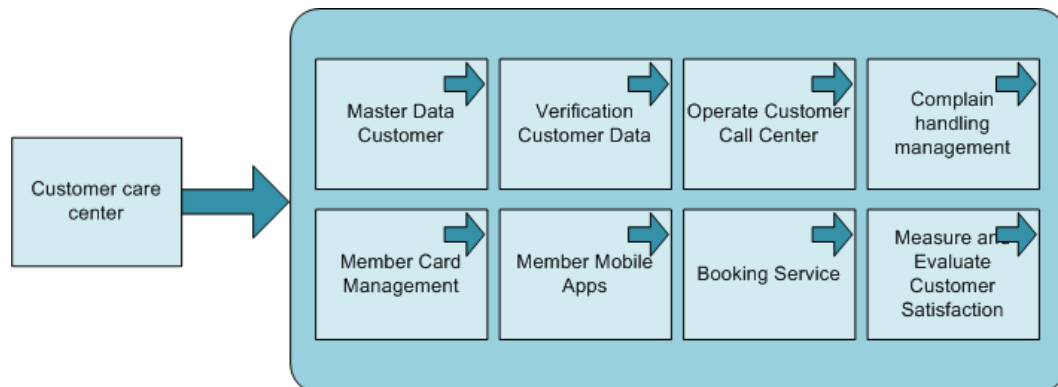 Customer care
center
Master Data
Customer
Verification
Customer Data
Operate Customer
Call Center
Complain
handling
management
Member Card
Management
Member Mobile
Apps
Booking Service
Measure and
Evaluate
Customer
Satisfaction